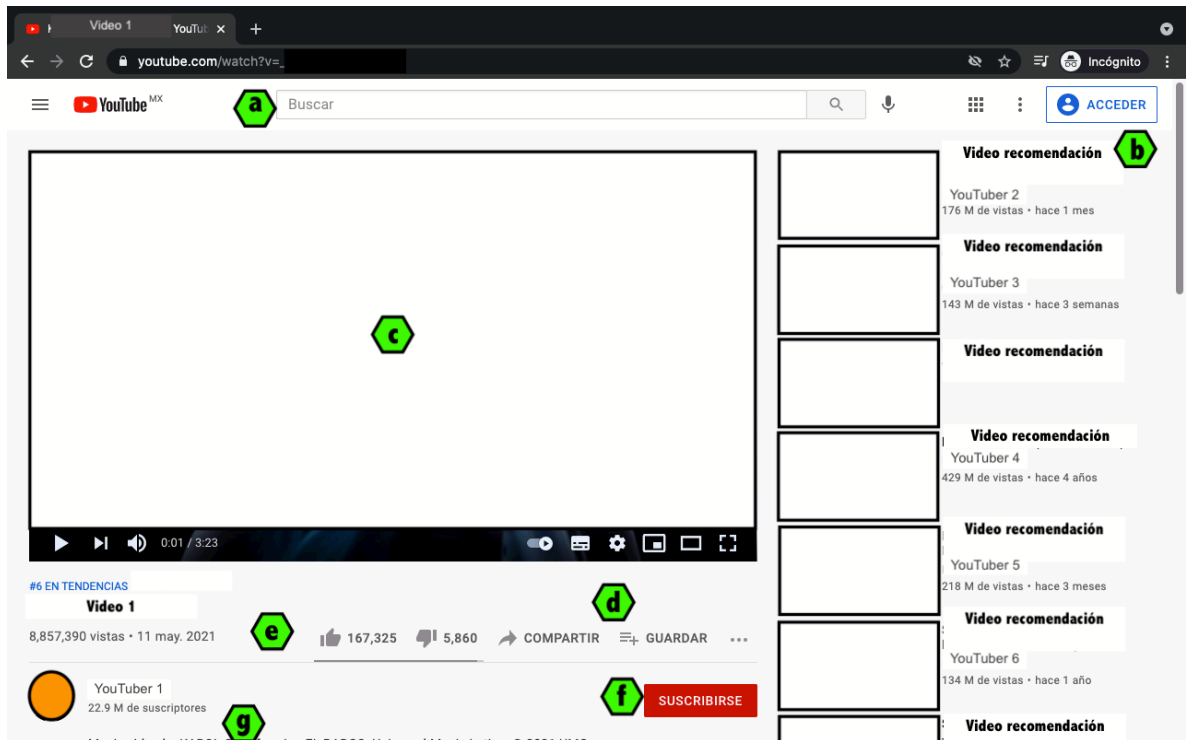 Video 1 YouTub
youtube.com/watch?v=_
Incógnito
YouTube MX
a
Buscar
ACCEDER
b
Video recomendación
YouTuber 2
176 M de vistas • hace 1 mes
Video recomendación
YouTuber 3
143 M de vistas • hace 3 semanas
c
Video recomendación
Video recomendación
YouTuber 4
429 M de vistas • hace 4 años
Video recomendación
YouTuber 5
218 M de vistas • hace 3 meses
Video recomendación
YouTuber 6
134 M de vistas • hace 1 año
Video recomendación
0:01 / 3:23
#6 EN TENDENCIAS
Video 1
d
8,857,390 vistas • 11 may. 2021
e
167,325
5,860
COMPARTIR
GUARDAR
YouTuber 1
22.9 M de suscriptores
f
SUSCRIBIRSE
g